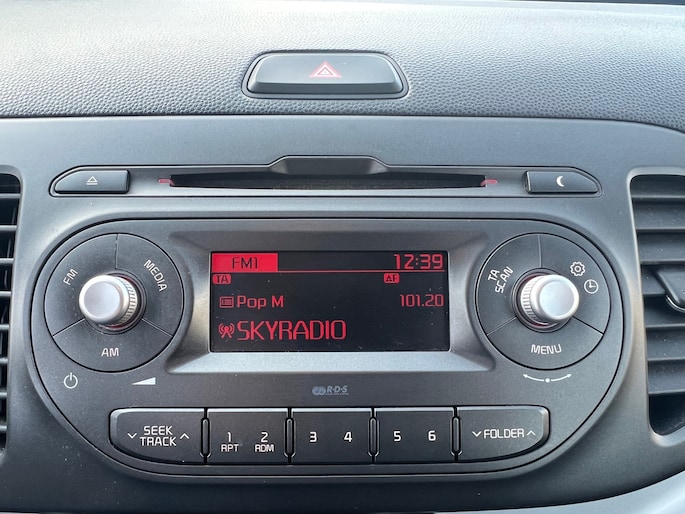 FM1 12:39
TA AF
Pop M 101.20
SKYRADIO
FM
MEDIA
AM
TA
SCAN
MENU
R·D·S
SEEK
TRACK
1
RPT
2
RDM
3 4
5 6
FOLDER